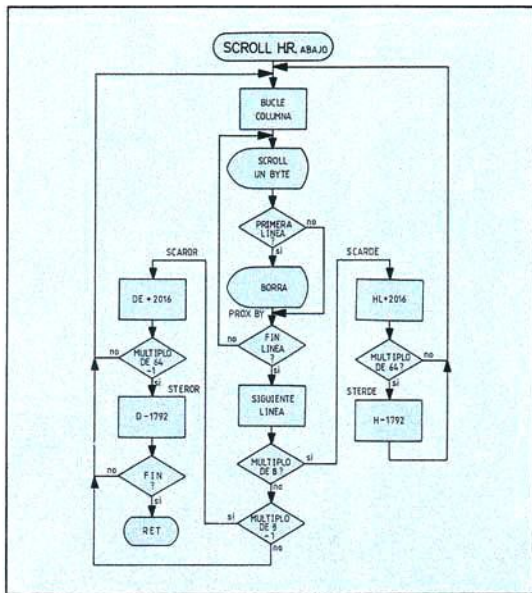 SCROLL HR. ABAJO
BUCLE
COLUMNA
SCROLL
UN BYTE
PRIMERA
LINEA
?
no
si
BORRA
PROX BY
FIN
LINEA
?
no
si
SIGUIENTE
LINEA
MULTIPLO
DE 8?
si
no
MULTIPLO
DE 8
-1
si
no
SCAROR
DE + 2016
MULTIPLO
DE 64
-1
no
si
STEROR
D-1792
FIN
?
no
si
RET
SCARDE
HL+2016
MULTIPLO
DE 64?
no
si
STERDE
H-1792